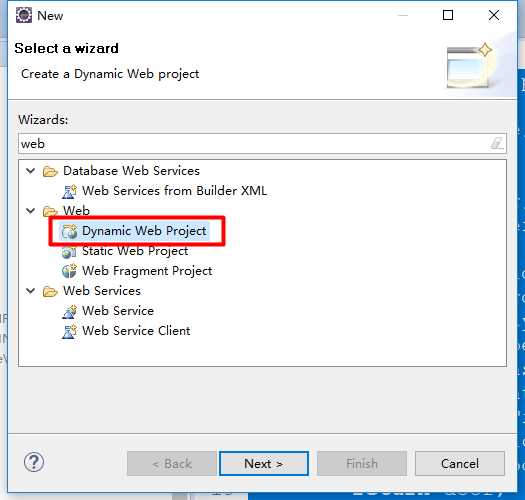 New
Select a wizard
Create a Dynamic Web project
Wizards:
web
Database Web Services
Web Services from Builder XML
Web
Dynamic Web Project
Static Web Project
Web Fragment Project
Web Services
Web Service
Web Service Client
?
< Back
Next >
Finish
Cancel